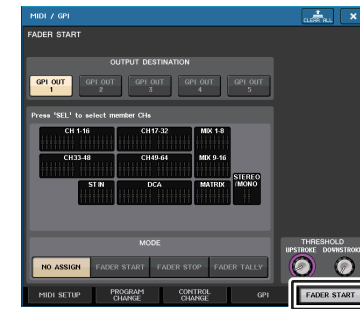 MIDI / GPI
CLEAR ALL
FADER START
OUTPUT DESTINATION
GPI OUT 1
GPI OUT 2
GPI OUT 3
GPI OUT 4
GPI OUT 5
Press 'SEL' to select member CHs
CH 1-16
CH17-32
MIX 1-8
CH33-48
CH49-64
MIX 9-16
STEREO /MONO
ST IN
DCA
MATRIX
MODE
NO ASSIGN
FADER START
FADER STOP
FADER TALLY
THRESHOLD
UPSTROKE
DOWNSTROKE
MIDI SETUP
PROGRAM CHANGE
CONTROL CHANGE
GPI
FADER START